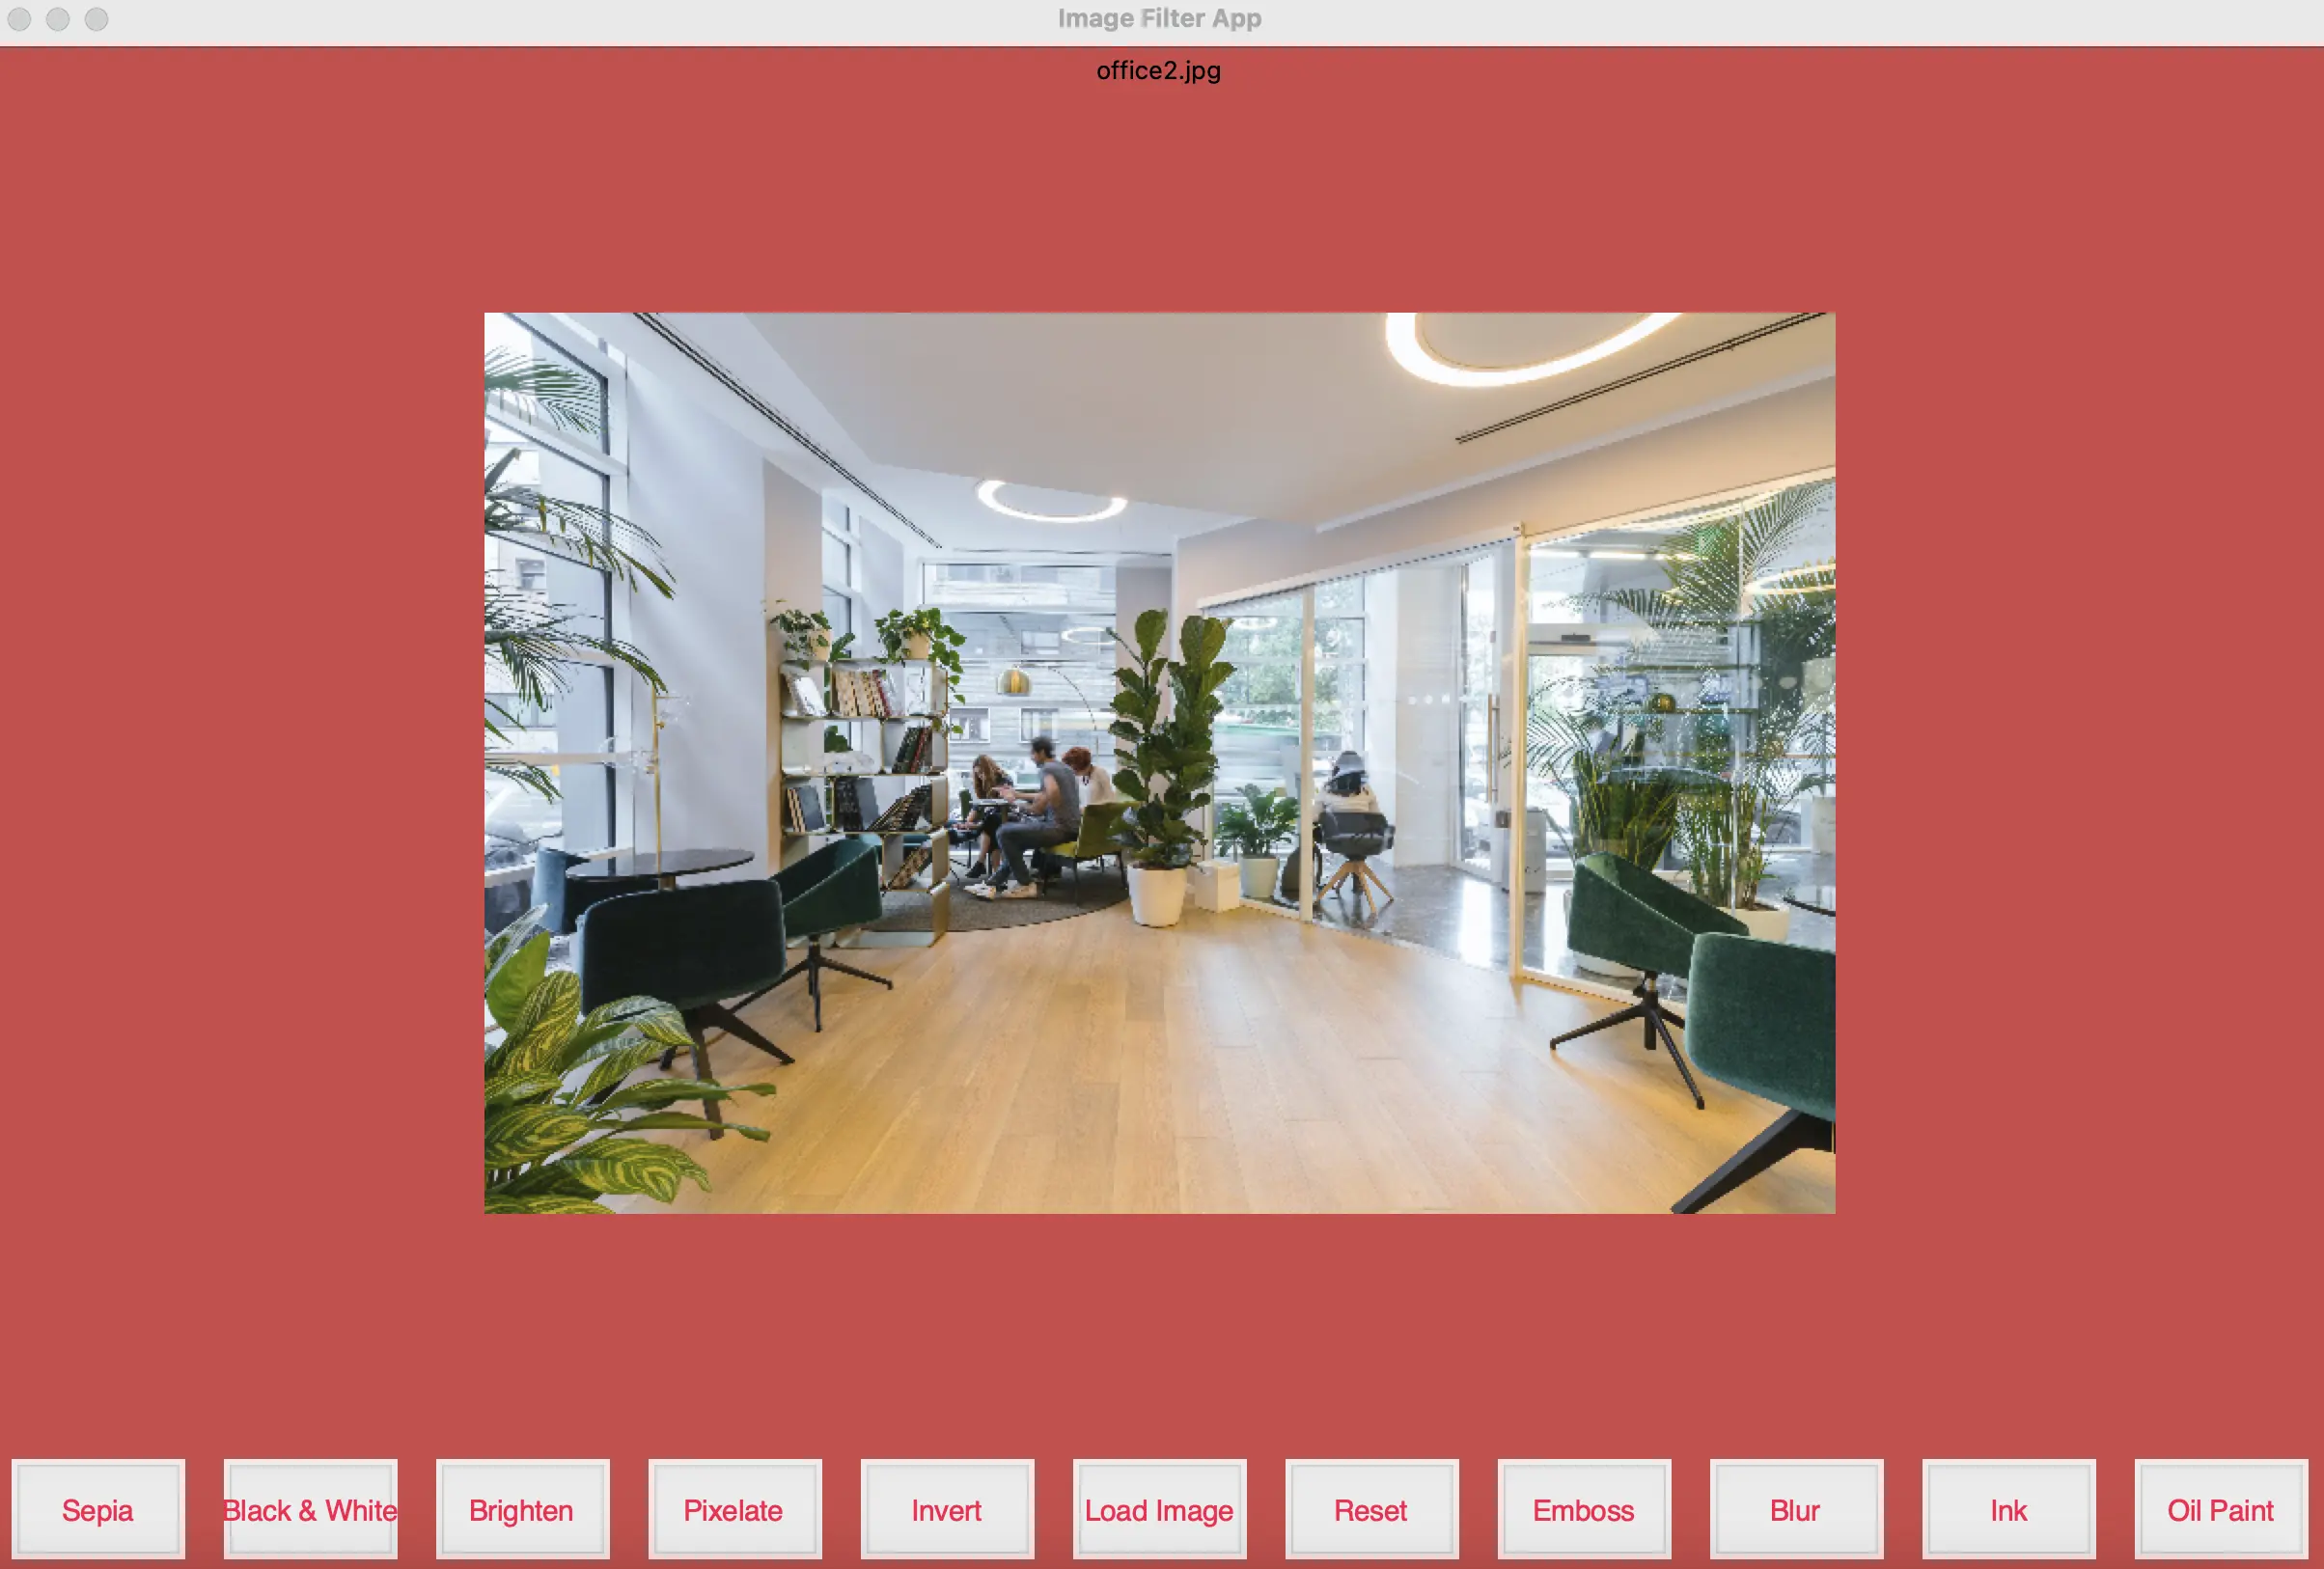 Image Filter App
office2.jpg
Sepia
Black & White
Brighten
Pixelate
Invert
Load Image
Reset
Emboss
Blur
Ink
Oil Paint